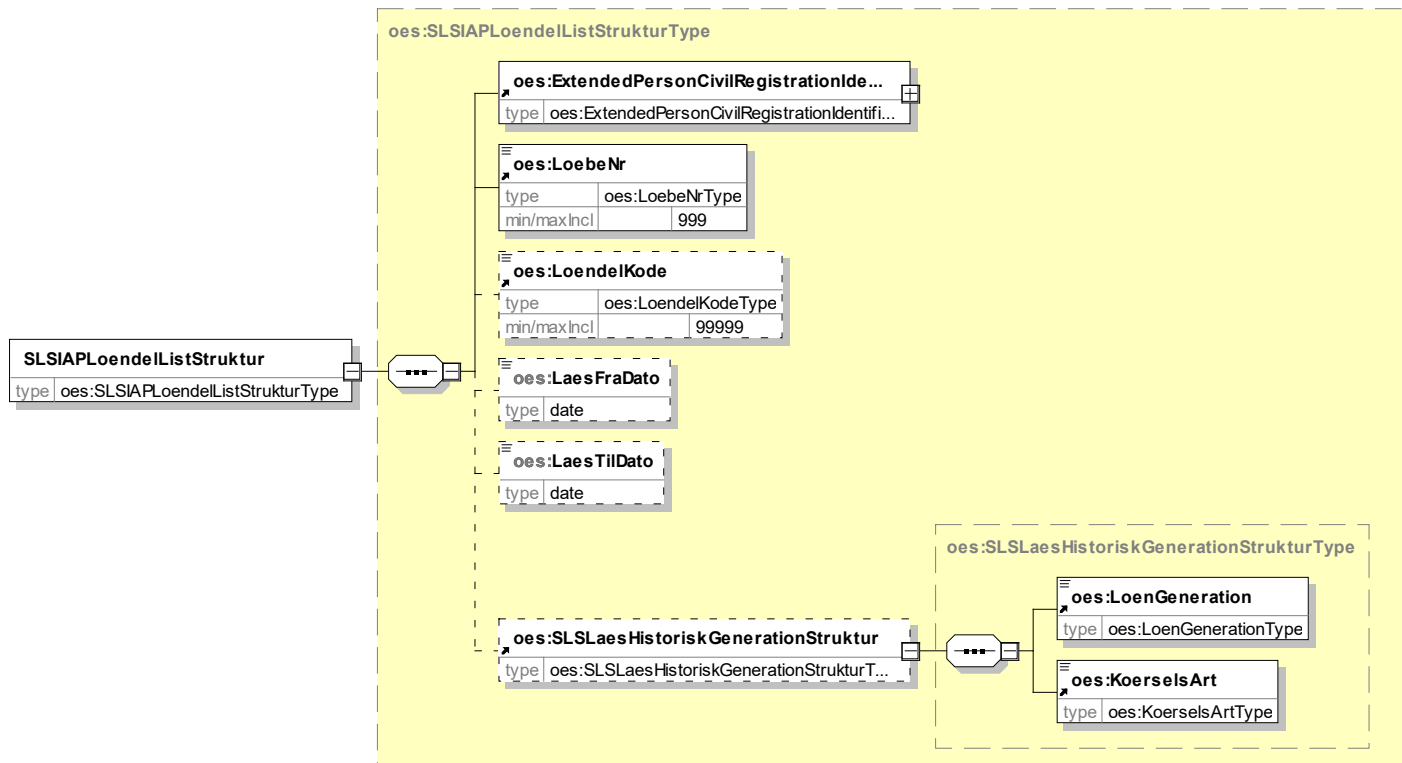 oes:SLSIAPLoendelListStrukturType
oes:ExtendedPersonCivilRegistrationIde...
type oes:ExtendedPersonCivilRegistrationIdentifi...
oes:LoebeNr
type oes:LoebeNrType
min/maxIncl 999
oes:LoendelKode
type oes:LoendelKodeType
min/maxIncl 99999
SLSIAPLoendelListStruktur
type oes:SLSIAPLoendelListStrukturType
oes:LaesFraDato
type date
oes:LaesTilDato
type date
oes:SLSLaesHistoriskGenerationStrukturType
oes:LoenGeneration
type oes:LoenGenerationType
oes:SLSLaesHistoriskGenerationStruktur
type oes:SLSLaesHistoriskGenerationStrukturT...
oes:KoerselsArt
type oes:KoerselsArtType